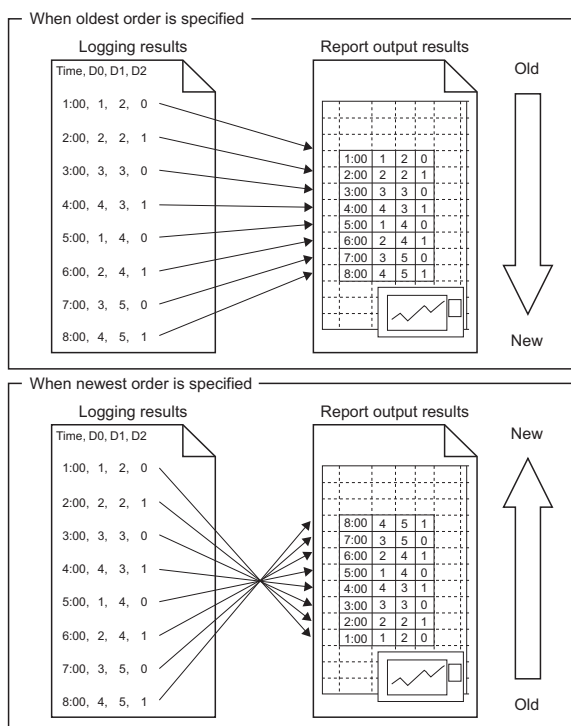 When oldest order is specified
Logging results
Time, D0, D1, D2
1:00, 1, 2, 0
2:00, 2, 2, 1
3:00, 3, 3, 0
4:00, 4, 3, 1
5:00, 1, 4, 0
6:00, 2, 4, 1
7:00, 3, 5, 0
8:00, 4, 5, 1
Report output results
1:00 1 2 0
2:00 2 2 1
3:00 3 3 0
4:00 4 3 1
5:00 1 4 0
6:00 2 4 1
7:00 3 5 0
8:00 4 5 1
Old
New
When newest order is specified
Logging results
Time, D0, D1, D2
1:00, 1, 2, 0
2:00, 2, 2, 1
3:00, 3, 3, 0
4:00, 4, 3, 1
5:00, 1, 4, 0
6:00, 2, 4, 1
7:00, 3, 5, 0
8:00, 4, 5, 1
Report output results
8:00 4 5 1
7:00 3 5 0
6:00 2 4 1
5:00 1 4 0
4:00 4 3 1
3:00 3 3 0
2:00 2 2 1
1:00 1 2 0
New
Old